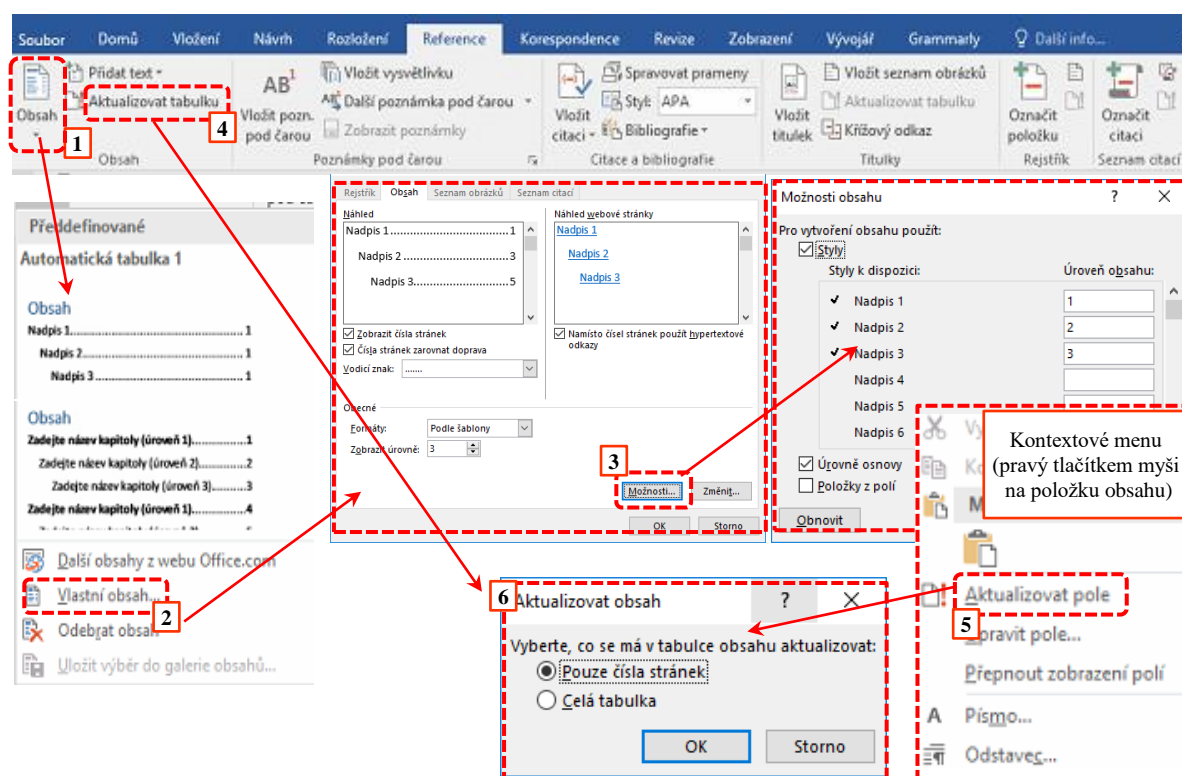 Soubor Domů Vložení Návrh Rozložení Reference Korespondence Revize Zobrazení Vývojář Grammarly Další info...
Obsah
1
Přidat text
Aktualizovat tabulku
4
Obsah
AB1
Vložit pozn.
pod čarou
Vložit vysvětlivku
Další poznámka pod čarou
Zobrazit poznámky
Poznámky pod čarou
Vložit
citaci
Spravovat prameny
Styl: APA
Bibliografie
Citace a bibliografie
Vložit
titulek
Vložit seznam obrázků
Aktualizovat tabulku
Křížový odkaz
Titulky
Označit
položku
Rejstřík
Označit
citaci
Seznam citací
Předdefinované
Automatická tabulka 1
Obsah
Nadpis 1 1
Nadpis 2 1
Nadpis 3 1
Obsah
Zadejte název kapitoly (úroveň 1) 1
Zadejte název kapitoly (úroveň 2) 2
Zadejte název kapitoly (úroveň 3) 3
Zadejte název kapitoly (úroveň 1) 4
Další obsahy z webu Office.com
Vlastní obsah...
2
Odebrat obsah
Uložit výběr do galerie obsahů...
Rejstřík Obsah Seznam obrázků Seznam citací
Náhled
Nadpis 1 1
Nadpis 2 3
Nadpis 3 5
Náhled webové stránky
Nadpis 1
Nadpis 2
Nadpis 3
Zobrazit čísla stránek
Čísla stránek zarovnat doprava
Vodicí znak: .......
Namísto čísel stránek použít hypertextové
odkazy
Obecné
Formáty: Podle šablony
Zobrazit úrovně: 3
3
Možnosti... Změnit...
OK Storno
Možnosti obsahu ? ×
Pro vytvoření obsahu použít:
Styly
Styly k dispozici: Úroveň obsahu:
Nadpis 1 1
Nadpis 2 2
Nadpis 3 3
Nadpis 4
Nadpis 5
Nadpis 6
Úrovně osnovy
Položky z polí
Obnovit
Kontextové menu
(pravý tlačítkem myši
na položku obsahu)
Aktualizovat pole
5
Upravit pole...
Přepnout zobrazení polí
Písmo...
Odstavec...
6
Aktualizovat obsah ? ×
Vyberte, co se má v tabulce obsahu aktualizovat:
Pouze čísla stránek
Celá tabulka
OK Storno